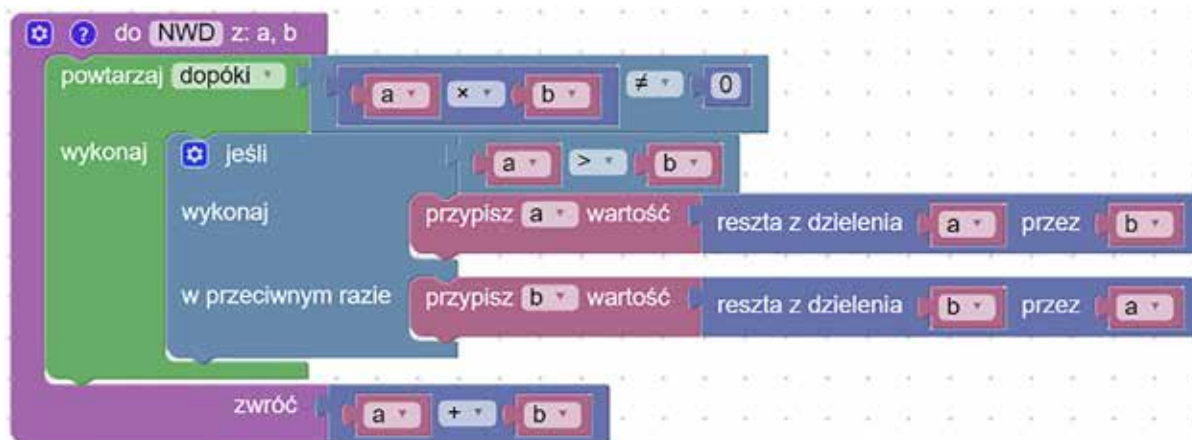 ? do NWD z: a, b
powtarzaj dopóki a × b ≠ 0
wykonaj jeśli a > b
wykonaj przypisz a wartość reszta z dzielenia a przez b
w przeciwnym razie przypisz b wartość reszta z dzielenia b przez a
zwróć a + b